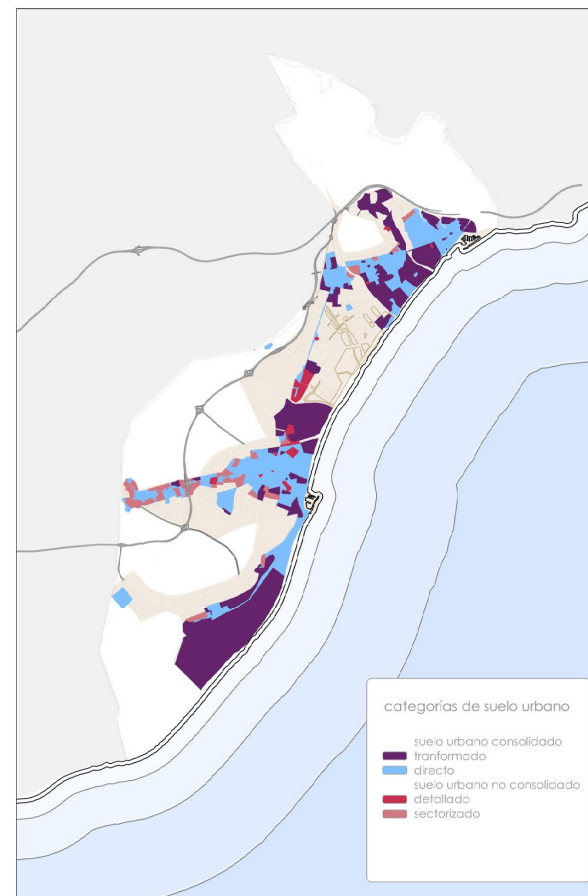 categorías de suelo urbano
suelo urbano consolidado
tranformado
directo
suelo urbano no consolidado
detallado
sectorizado